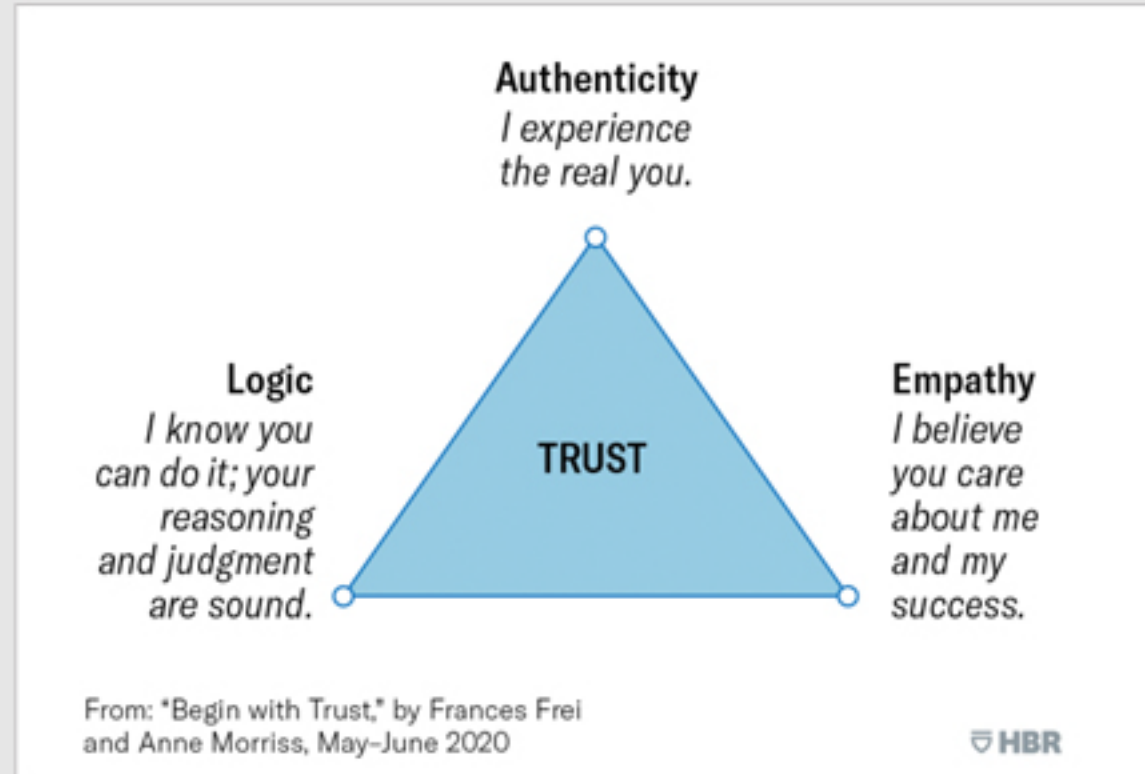 Authenticity
I experience
the real you.
Logic
I know you
can do it; your
reasoning
and judgment
are sound.
TRUST
Empathy
I believe
you care
about me
and my
success.
From: “Begin with Trust,” by Frances Frei
and Anne Morriss, May–June 2020
HBR